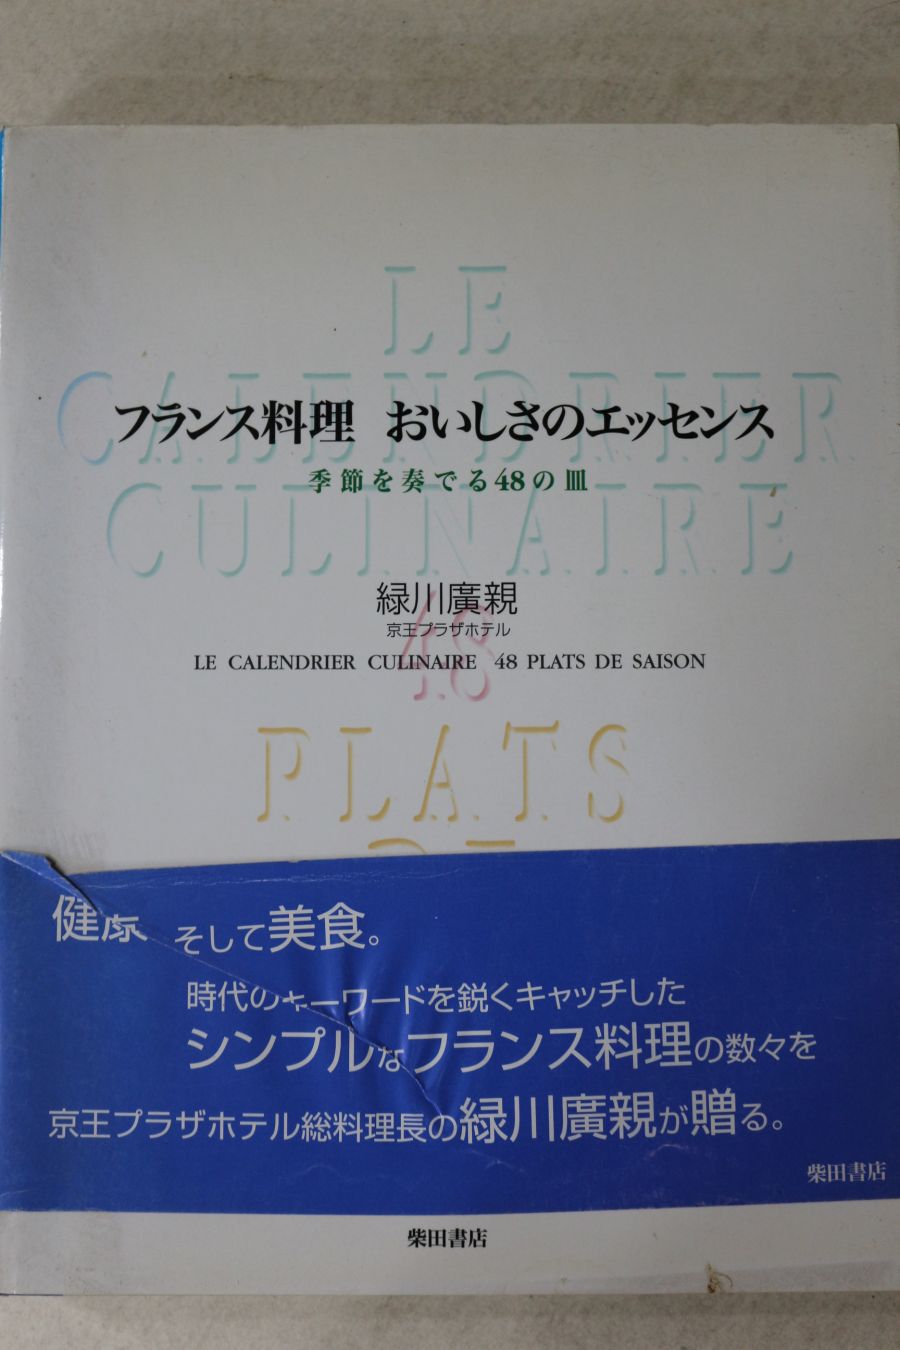 LE
CALENDRIER
フランス料理 おいしさのエッセンス
季節を奏でる48の皿
CULINAIRE
緑川廣親
京王プラザホテル
48
LE CALENDRIER CULINAIRE 48 PLATS DE SAISON
PLATS
健康 そして美食。
時代のキーワードを鋭くキャッチした
シンプルなフランス料理の数々を
京王プラザホテル総料理長の緑川廣親が贈る。
柴田書店
柴田書店